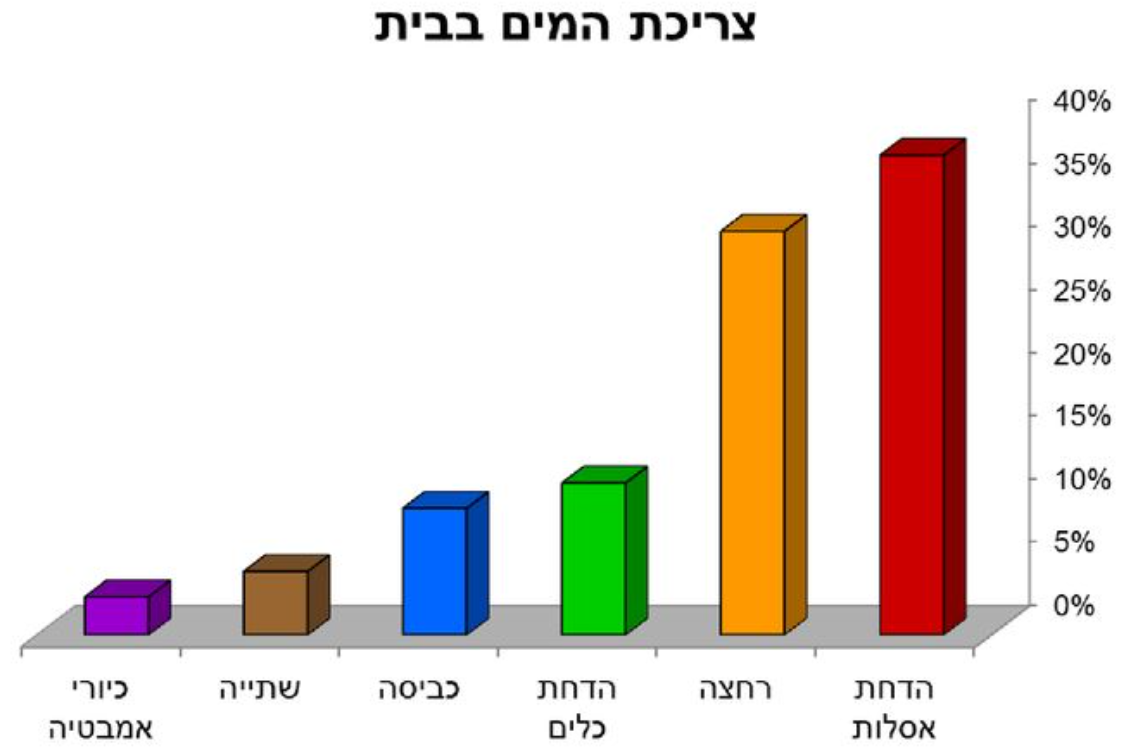 צריכת המים בבית
40%
35%
30%
25%
20%
15%
10%
5%
0%
הדחת
אסלות
רחצה
הדחת
כלים
כביסה
שתייה
כיורי
אמבטיה